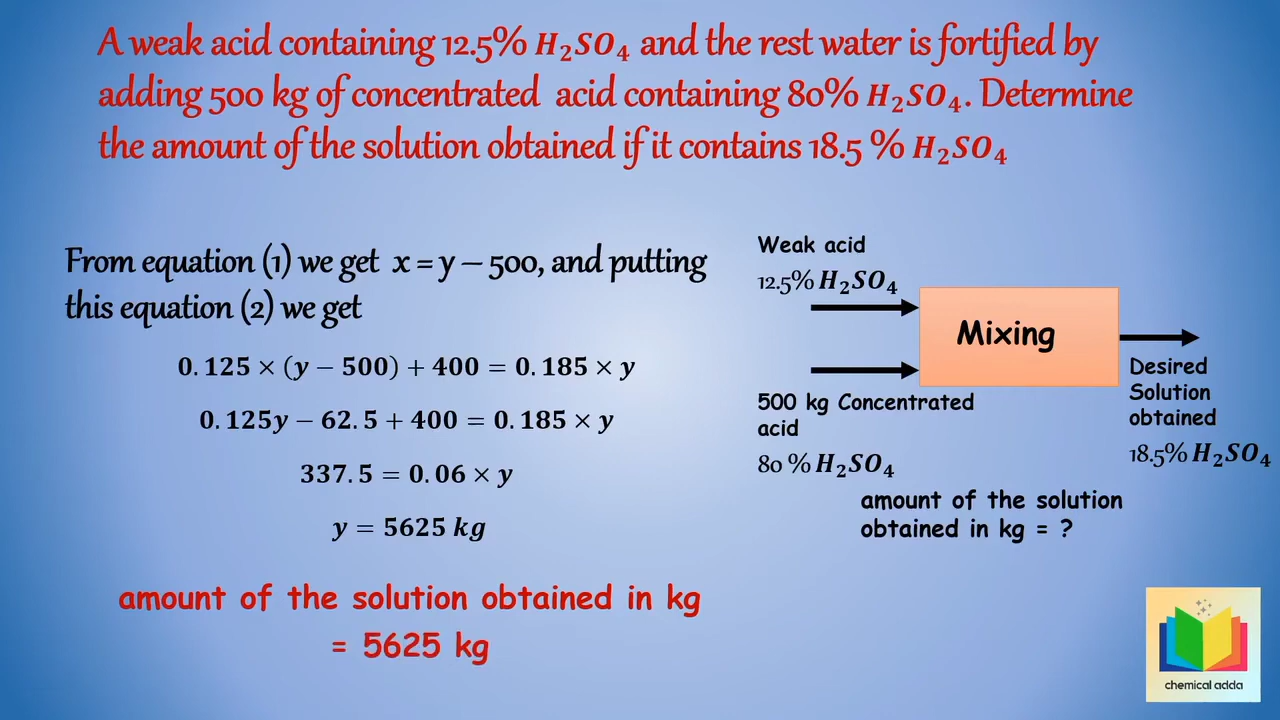 A weak acid containing 12.5% H₂SO₄ and the rest water is fortified by
adding 500 kg of concentrated acid containing 80% H₂SO₄. Determine
the amount of the solution obtained if it contains 18.5 % H₂SO₄
From equation (1) we get x = y – 500, and putting
this equation (2) we get
0.125 × (y − 500) + 400 = 0.185 × y
0.125y − 62.5 + 400 = 0.185 × y
337.5 = 0.06 × y
y = 5625 kg
amount of the solution obtained in kg
= 5625 kg
Weak acid
12.5% H₂SO₄
Mixing
500 kg Concentrated
acid
80 % H₂SO₄
Desired
Solution
obtained
18.5% H₂SO₄
amount of the solution
obtained in kg = ?
chemical adda